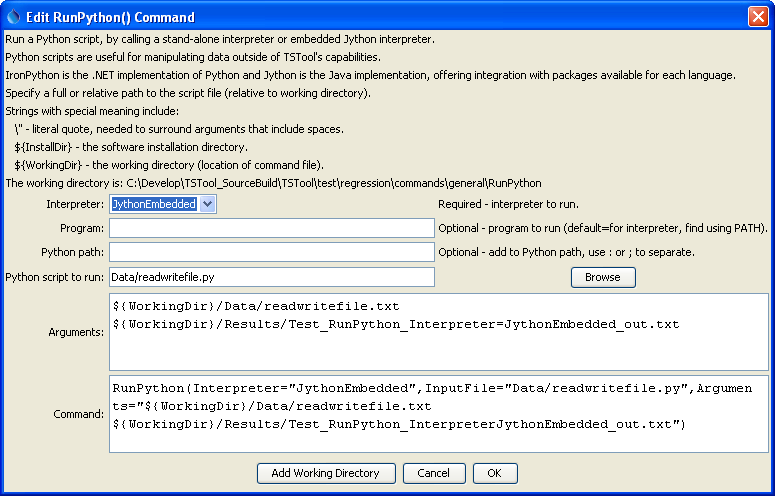 Edit RunPython() Command
Run a Python script, by calling a stand-alone interpreter or embedded Jython interpreter.
Python scripts are useful for manipulating data outside of TSTool's capabilities.
IronPython is the .NET implementation of Python and Jython is the Java implementation, offering integration with packages available for each language.
Specify a full or relative path to the script file (relative to working directory).
Strings with special meaning include:
\" - literal quote, needed to surround arguments that include spaces.
${InstallDir} - the software installation directory.
${WorkingDir} - the working directory (location of command file).
The working directory is: C:\Develop\TSTool_SourceBuild\TSTool\test\regression\commands\general\RunPython
Interpreter: JythonEmbedded Required - interpreter to run.
Program: Optional - program to run (default=for interpreter, find using PATH).
Python path: Optional - add to Python path, use : or ; to separate.
Python script to run: Data/readwritefile.py Browse
Arguments: ${WorkingDir}/Data/readwritefile.txt
${WorkingDir}/Results/Test_RunPython_Interpreter=JythonEmbedded_out.txt
Command: RunPython(Interpreter="JythonEmbedded",InputFile="Data/readwritefile.py",Argumen
ts="${WorkingDir}/Data/readwritefile.txt
${WorkingDir}/Results/Test_RunPython_InterpreterJythonEmbedded_out.txt")
Add Working Directory Cancel OK